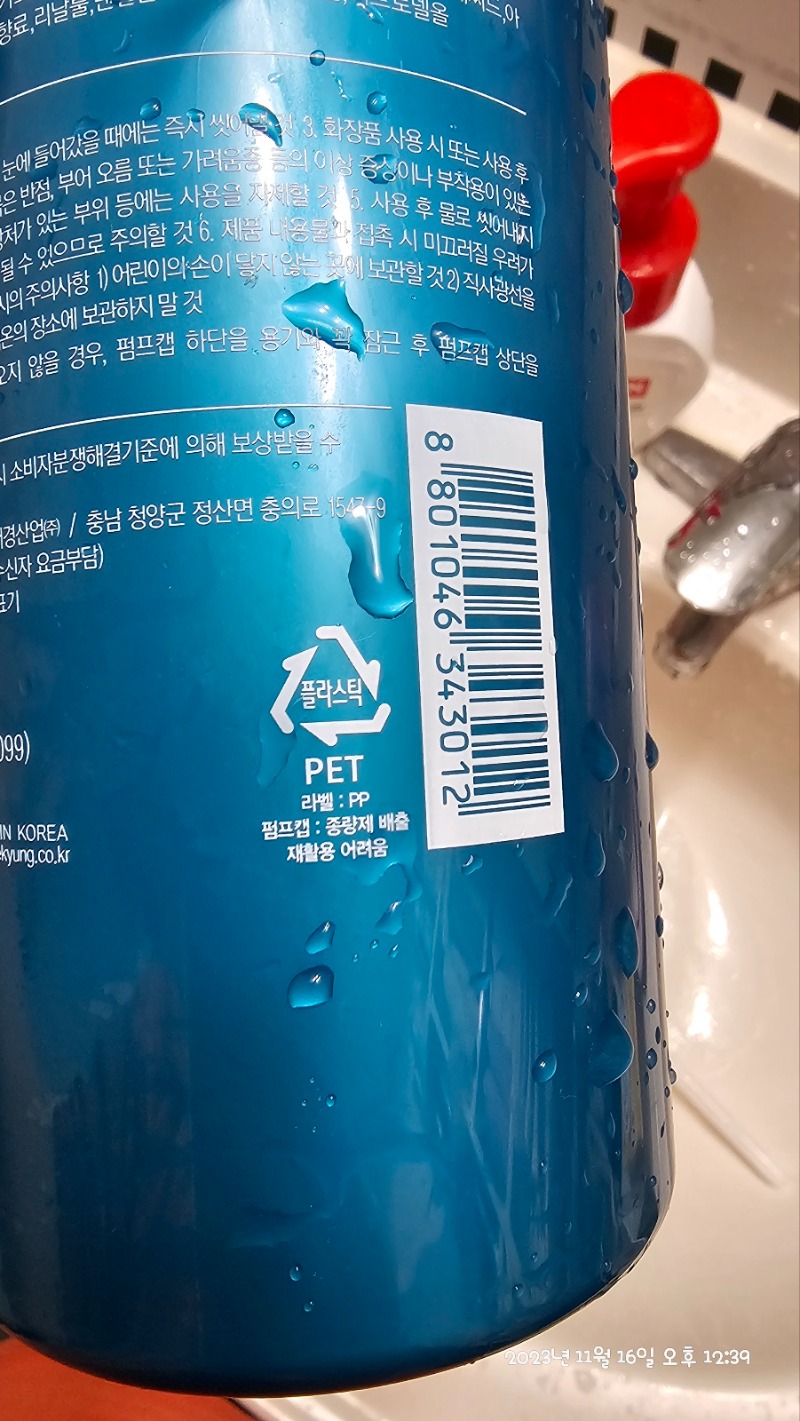 향료, 리날룰,
눈에 들어갔을 때에는 즉시 씻어낼 것 3. 화장품 사용 시 또는 사용 후
은 반점, 부어 오름 또는 가려움증 등의 이상 증상이나 부작용이 있는
상처가 있는 부위 등에는 사용을 자제할 것 5. 사용 후 물로 씻어내지
될 수 있으므로 주의할 것 6. 제품 내용물과 접촉 시 미끄러질 우려가
시의 주의사항 1) 어린이의 손이 닿지 않는 곳에 보관할 것 2) 직사광선을
온의 장소에 보관하지 말 것
오지 않을 경우, 펌프캡 하단을 용기와 꽉 잠근 후 펌프캡 상단을
시 소비자분쟁해결기준에 의해 보상받을 수
경산업㈜ / 충남 청양군 정산면 충의로 1547-9
수신자 요금부담)
표기
099)
IN KOREA
ekyung.co.kr
플라스틱
PET
라벨 : PP
펌프캡 : 종량제 배출
재활용 어려움
8 801046 343012
2023년 11월 16일 오후 12:39